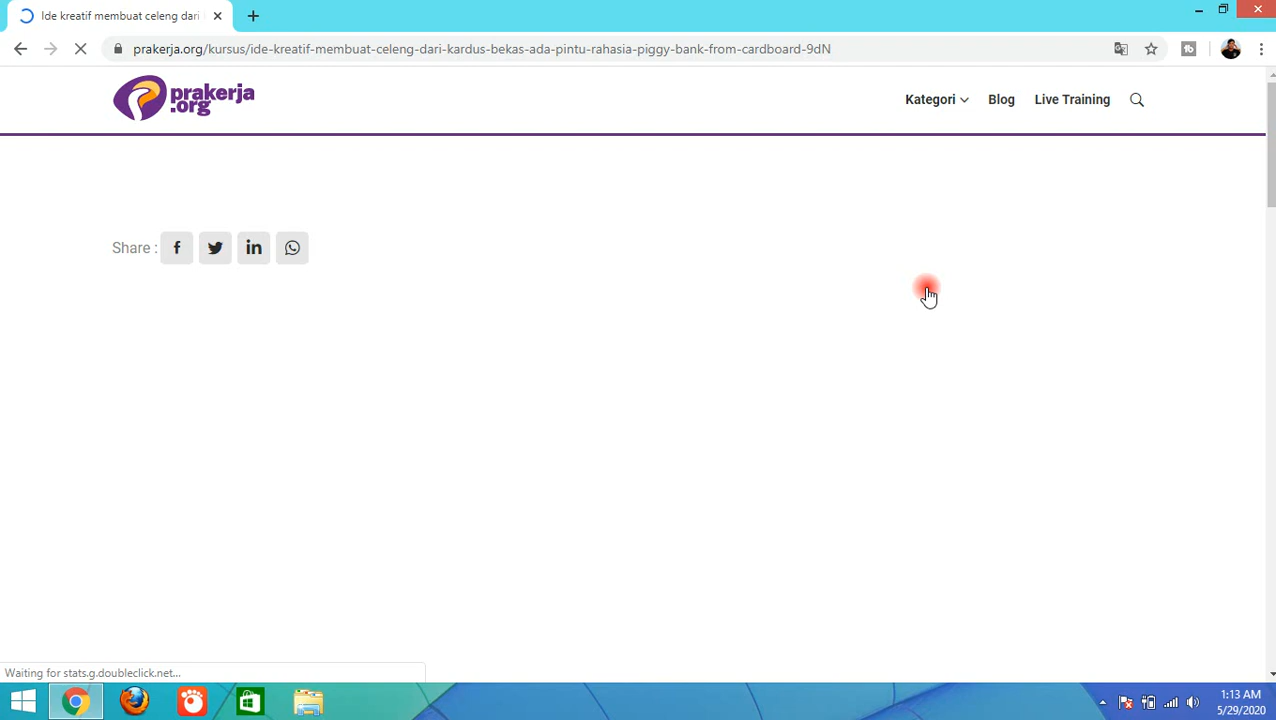 Ide kreatif membuat celeng dari
prakerja.org/kursus/ide-kreatif-membuat-celeng-dari-kardus-bekas-ada-pintu-rahasia-piggy-bank-from-cardboard-9dN
prakerja
.org
Kategori
Blog
Live Training
Share :
Waiting for stats.g.doubleclick.net...
1:13 AM
5/29/2020